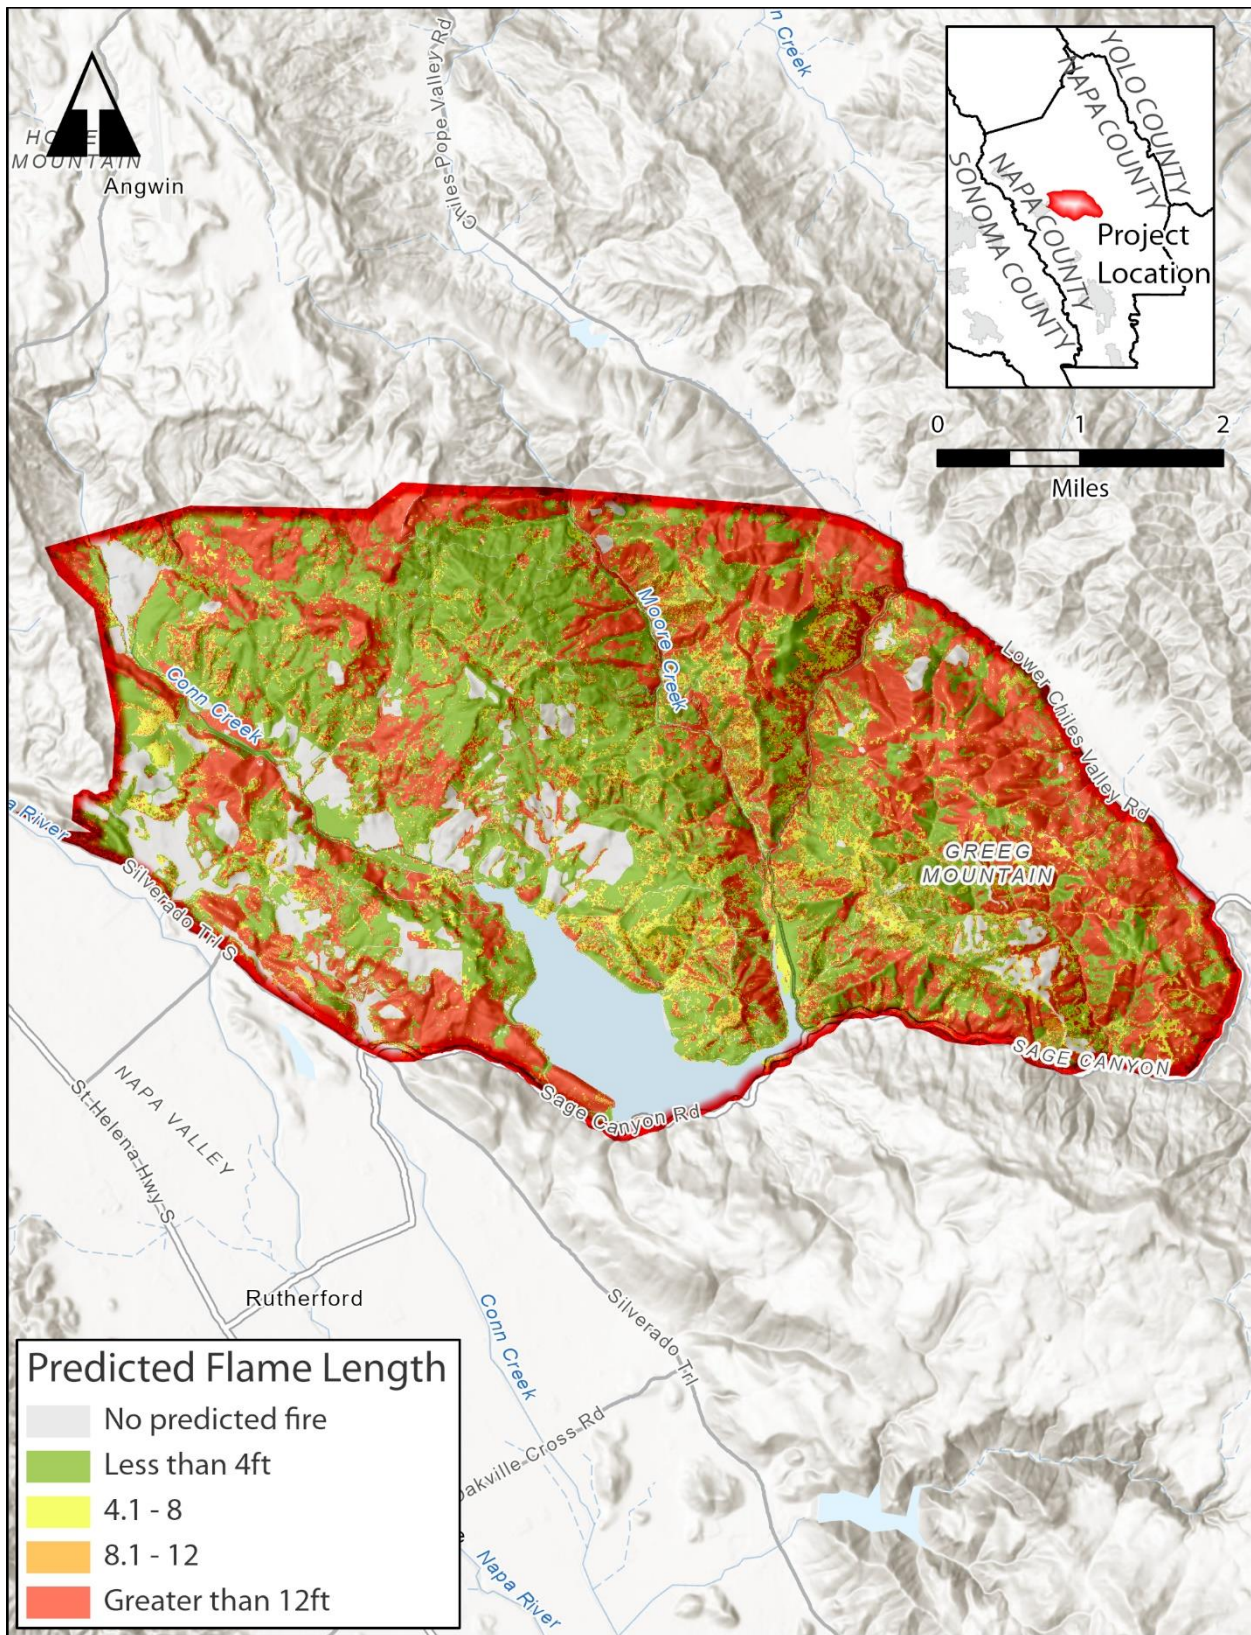 n Creek
Chiles Pope Valley Rd
MOUNTAIN
Angwin
YOLO COUNTY
NAPA COUNTY
NAPA COUNTY
SONOMA COUNTY
Project
Location
0 1 2
Miles
Moore Creek
Conn Creek
Lower Chiles Valley Rd
GREEG
MOUNTAIN
a River
Silverado Trl S
SAGE CANYON
Sage Canyon Rd
NAPA VALLEY
St Helena Hwy S
Rutherford
Conn Creek
Silverado Trl
Oakville Cross Rd
Napa River
Predicted Flame Length
No predicted fire
Less than 4ft
4.1 - 8
8.1 - 12
Greater than 12ft